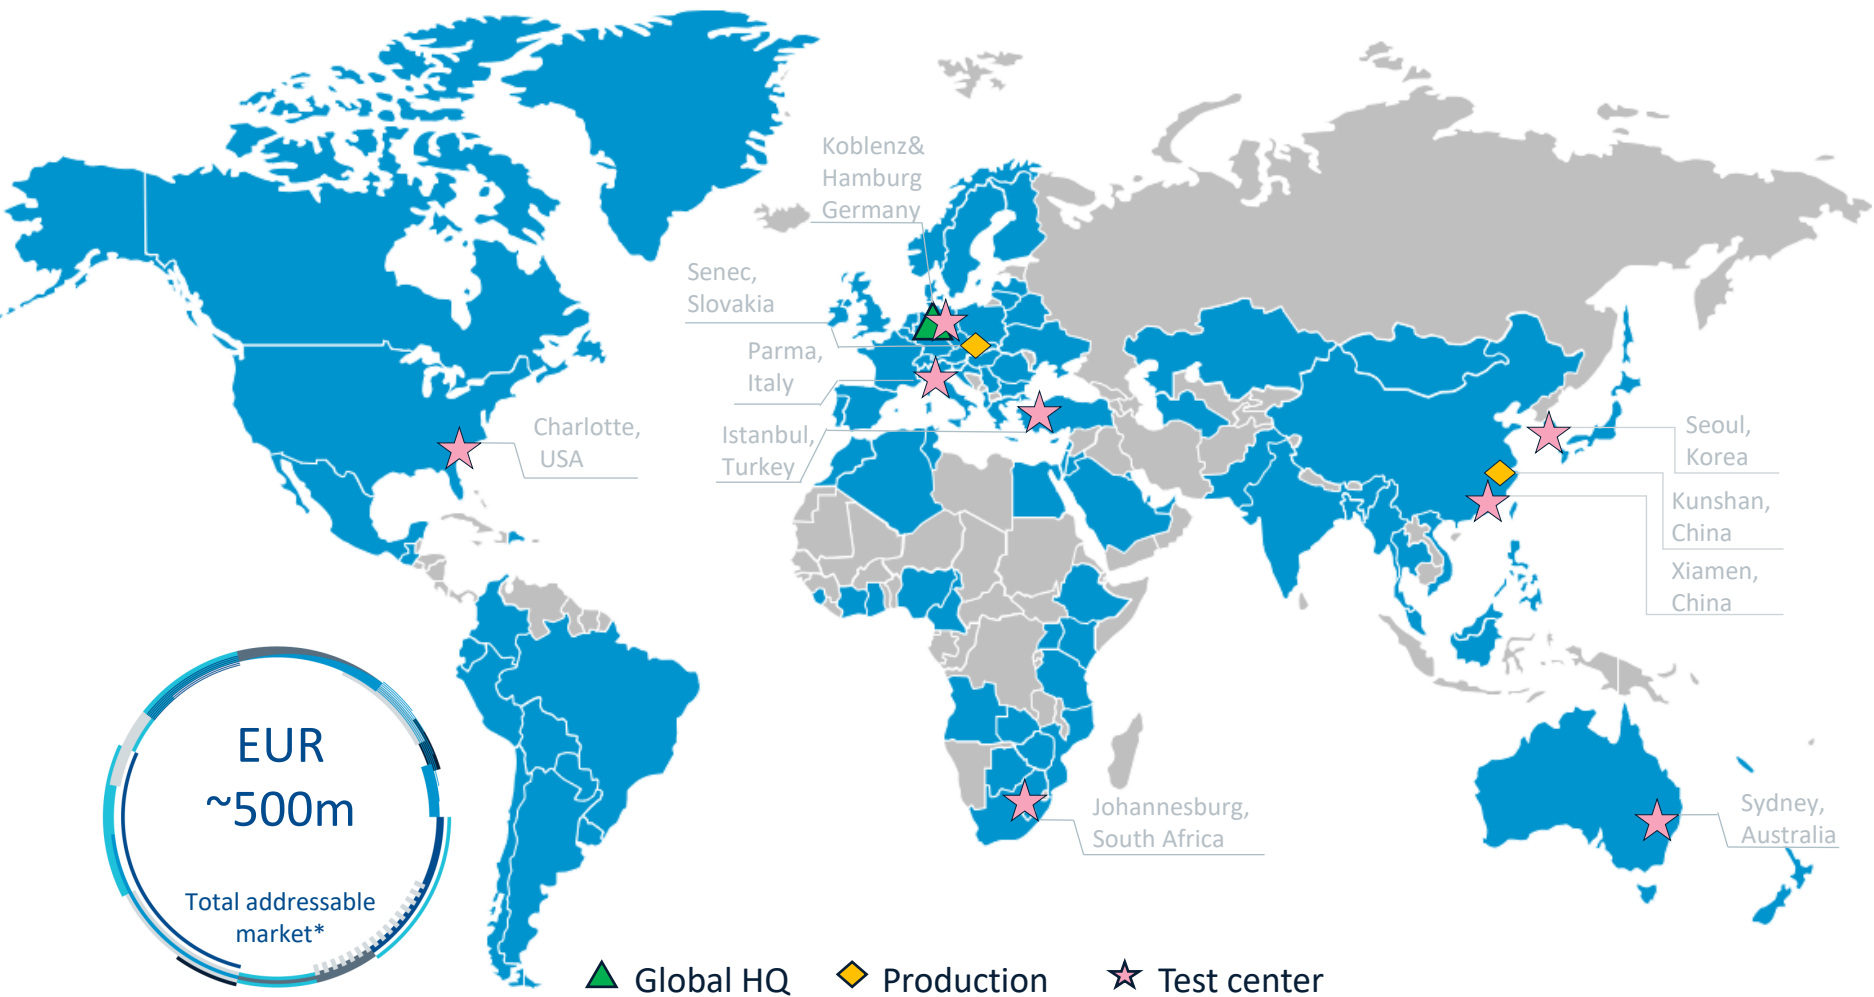 Koblenz&
Hamburg
Germany
Senec,
Slovakia
Parma,
Italy
Istanbul,
Turkey
Charlotte,
USA
Seoul,
Korea
Kunshan,
China
Xiamen,
China
Johannesburg,
South Africa
Sydney,
Australia
EUR
~500m
Total addressable
market*
Global HQ
Production
Test center